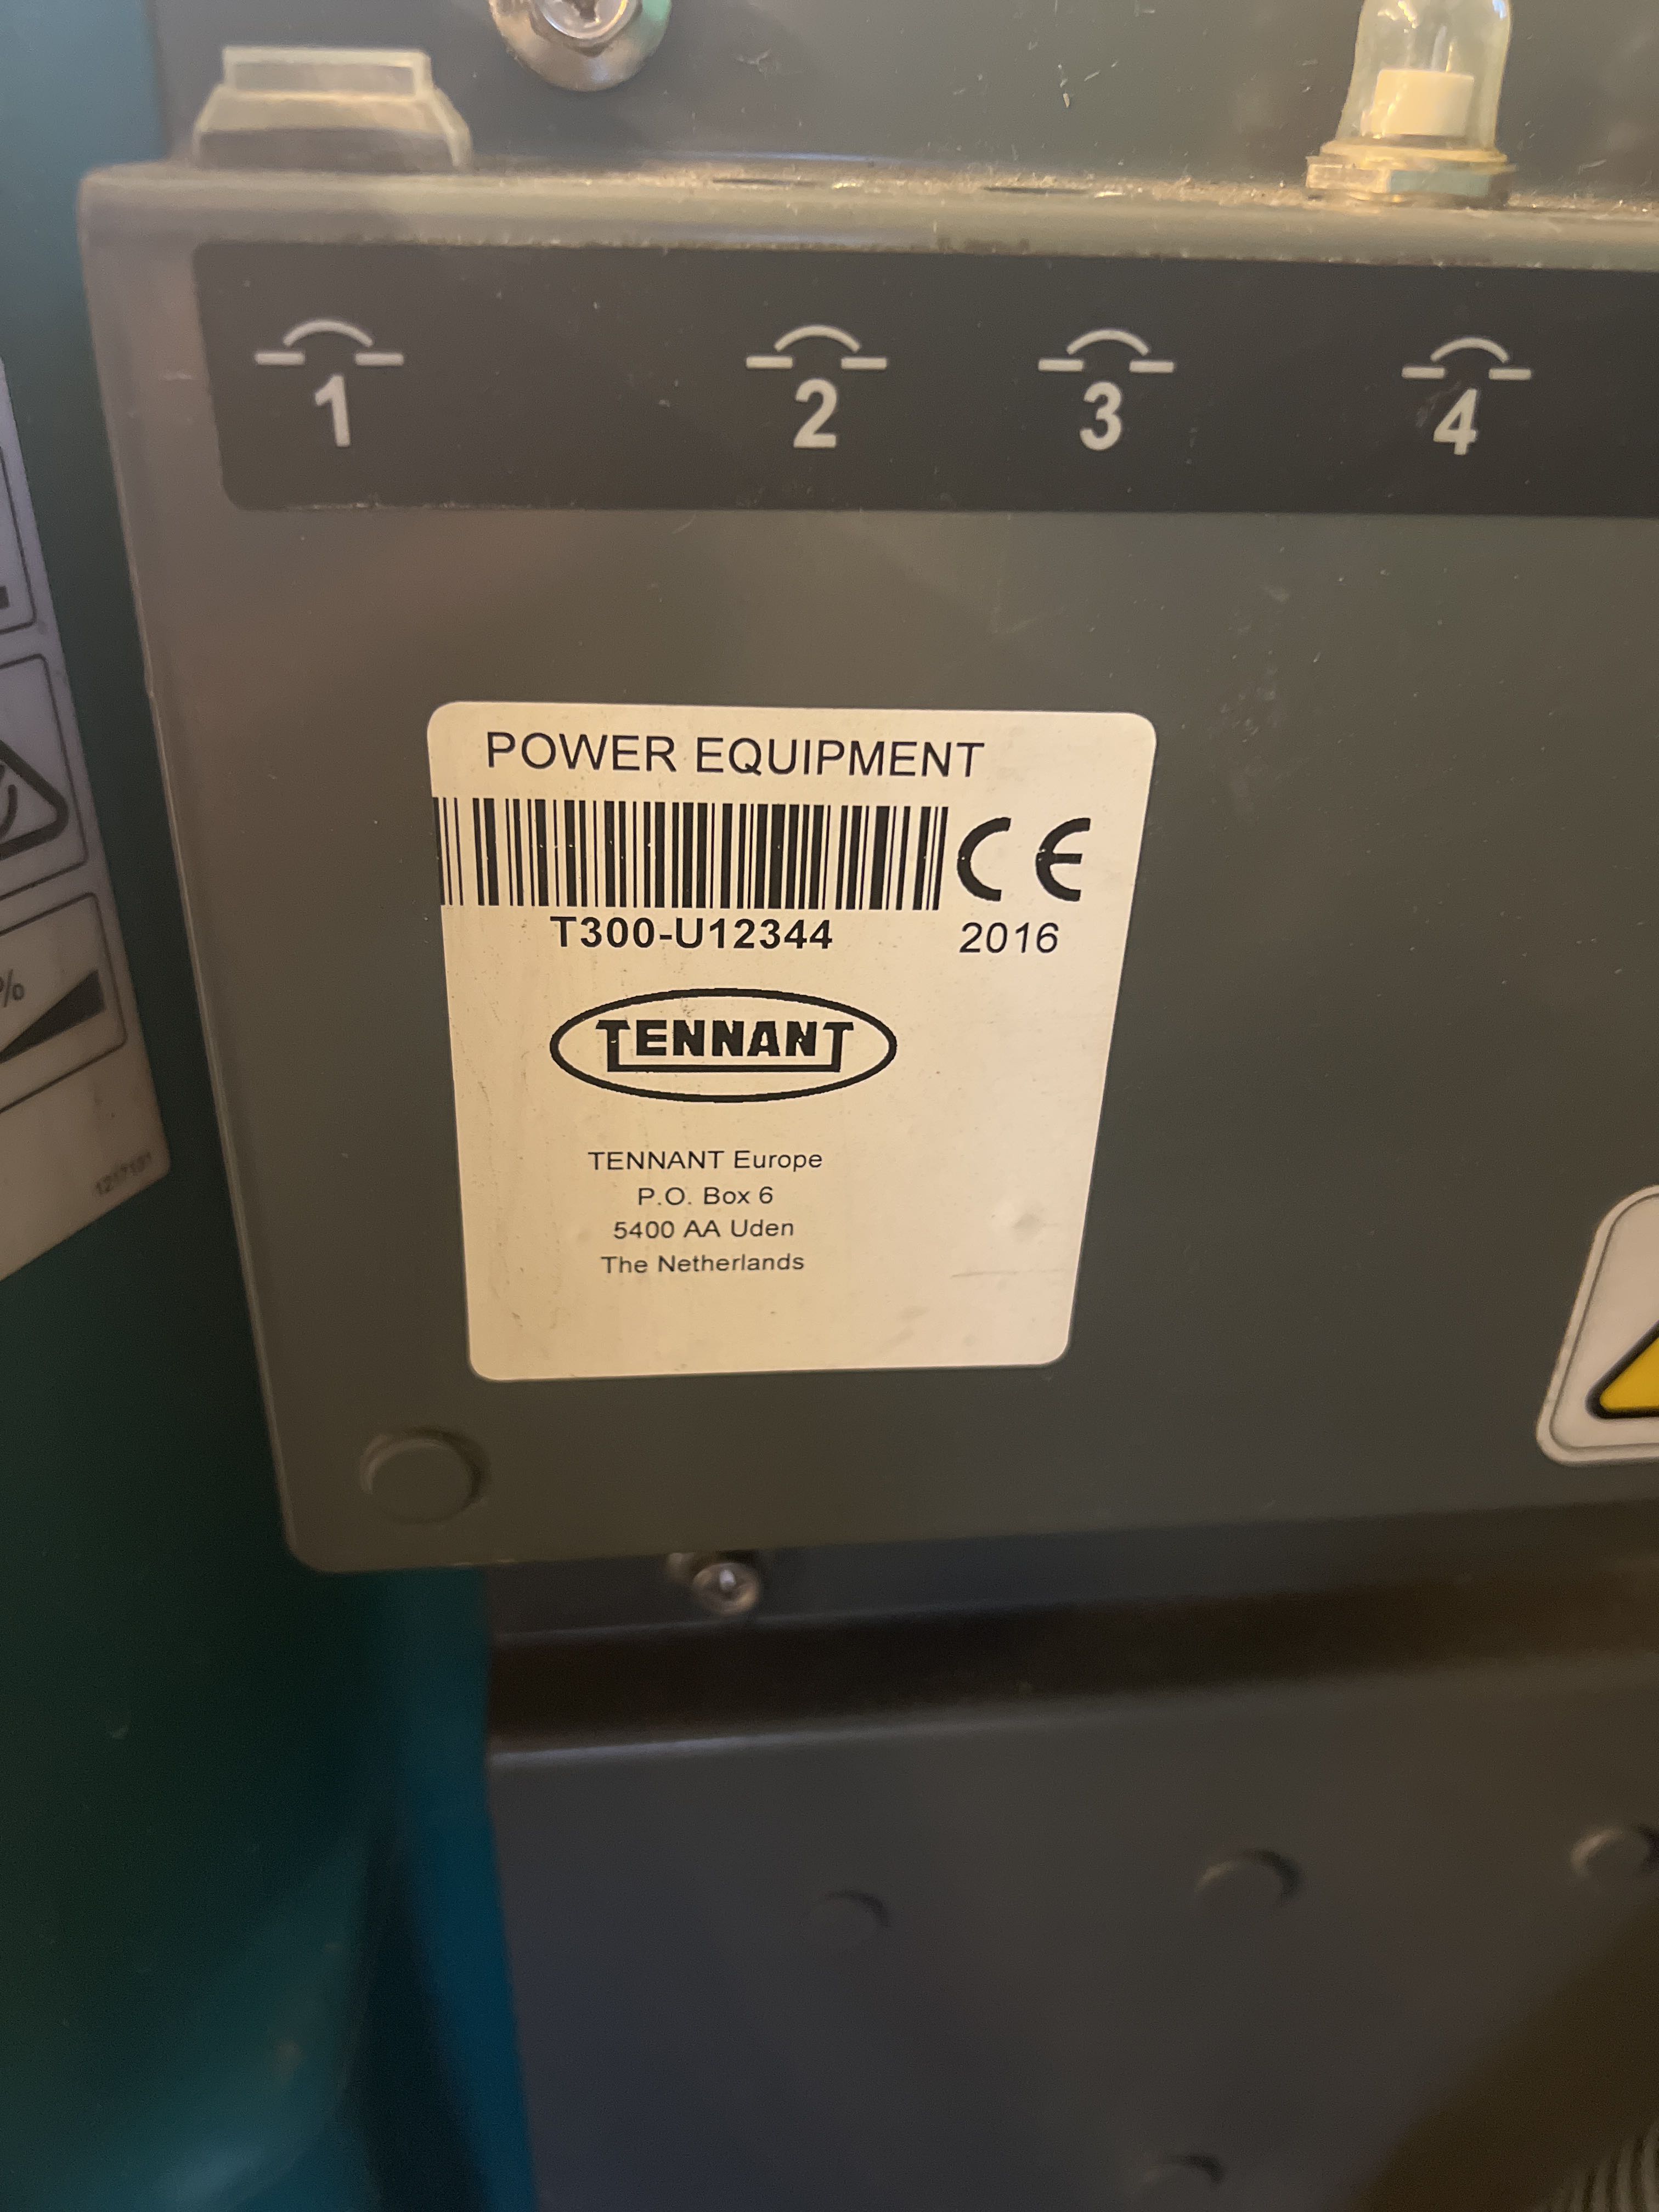 1 2 3 4
POWER EQUIPMENT
CE
T300-U12344 2016
TENNANT
TENNANT Europe
P.O. Box 6
5400 AA Uden
The Netherlands
%